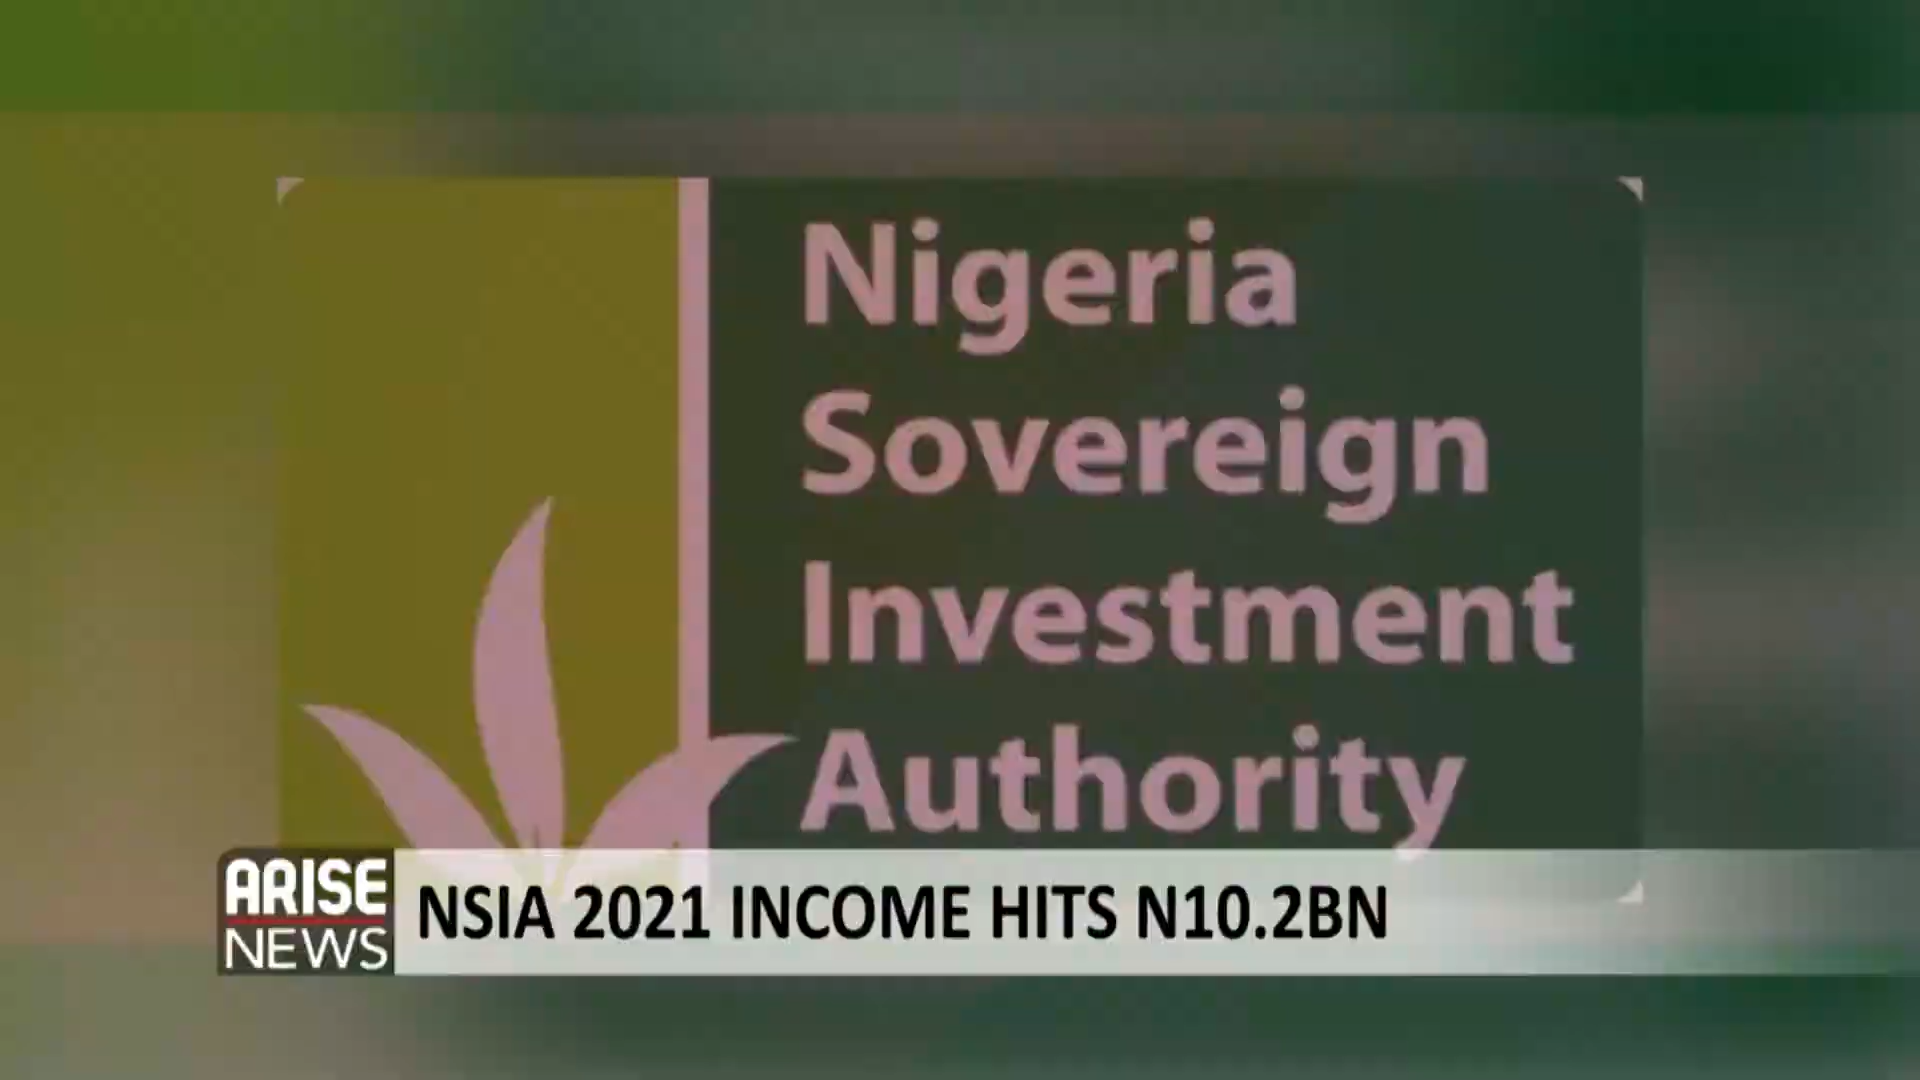 Nigeria
Sovereign
Investment
Authority
ARISE
NEWS
NSIA 2021 INCOME HITS N10.2BN